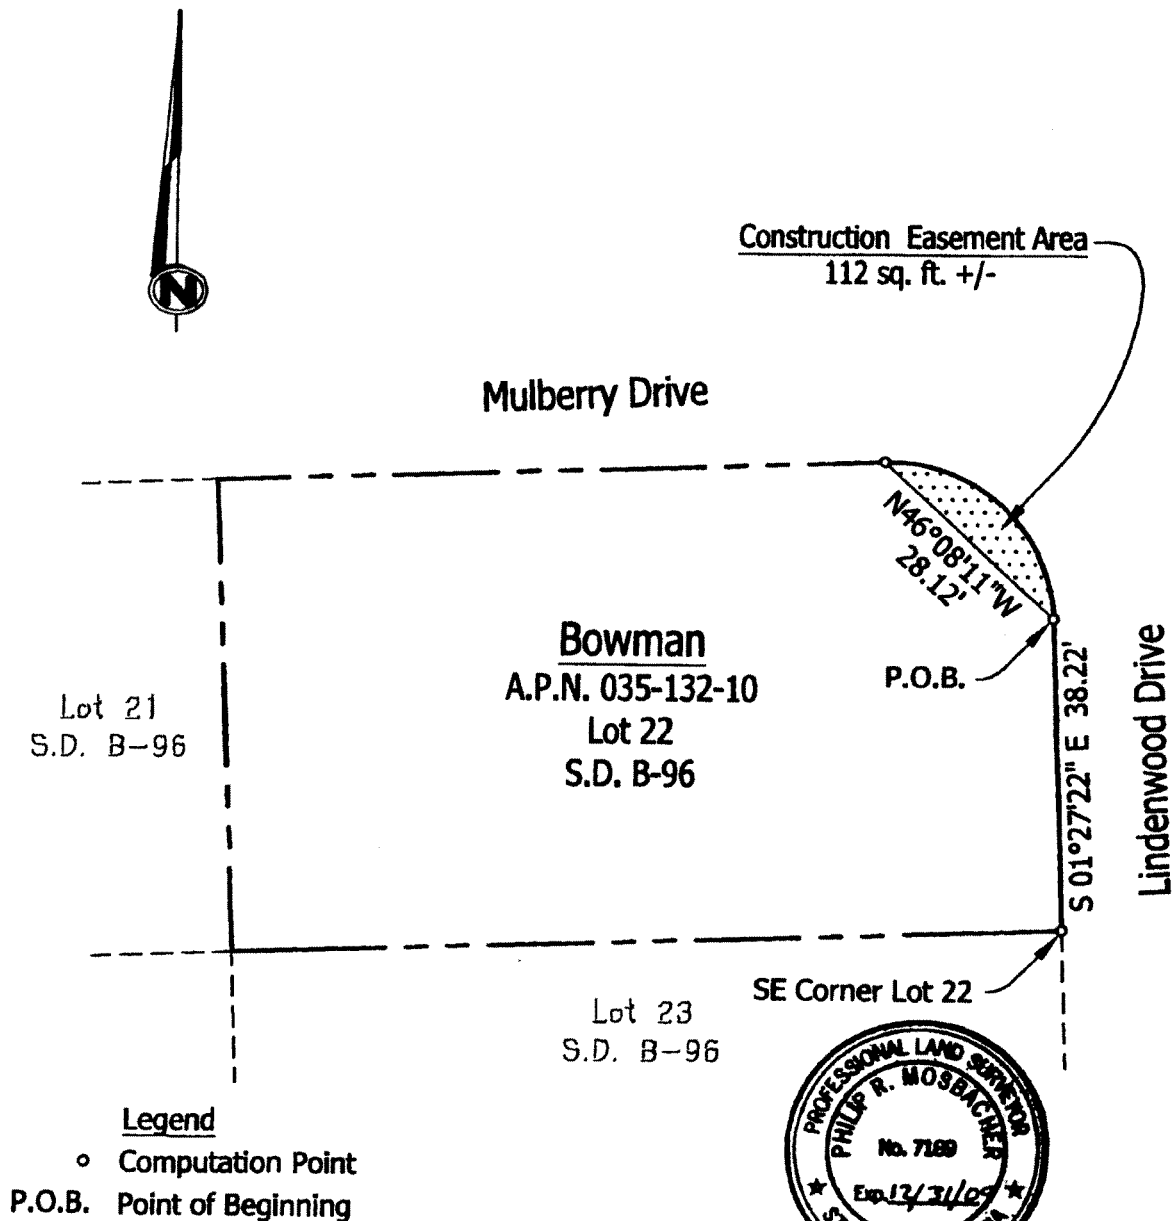 N
Construction Easement Area
112 sq. ft. +/-
Mulberry Drive
N46°08'11"W
28.12'
Bowman
A.P.N. 035-132-10
Lot 22
S.D. B-96
P.O.B.
Lot 21
S.D. B-96
S 01°27'22" E 38.22'
Lindenwood Drive
SE Corner Lot 22
Lot 23
S.D. B-96
PROFESSIONAL LAND SURVEYOR
PHILIP R. MOSBACHER
No. 7189
Exp. 12/31/09
Legend
Computation Point
P.O.B. Point of Beginning